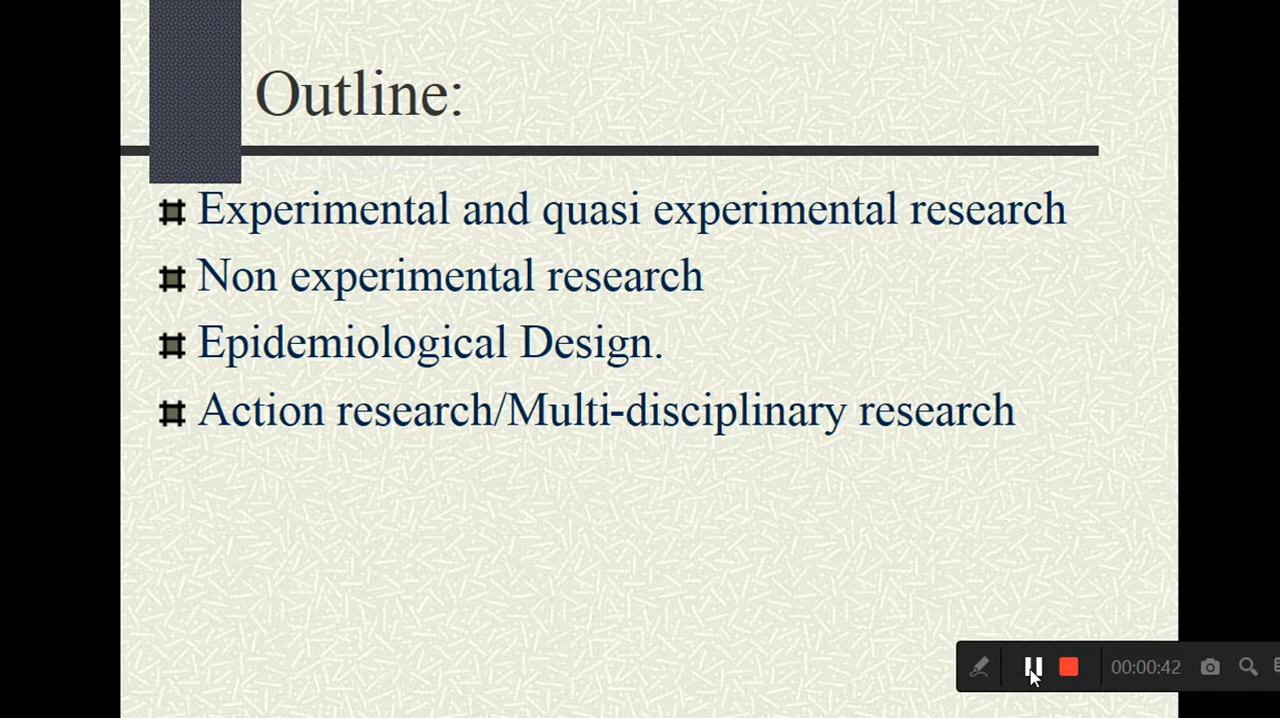 Outline:
Experimental and quasi experimental research
Non experimental research
Epidemiological Design.
Action research/Multi-disciplinary research
00:00:42